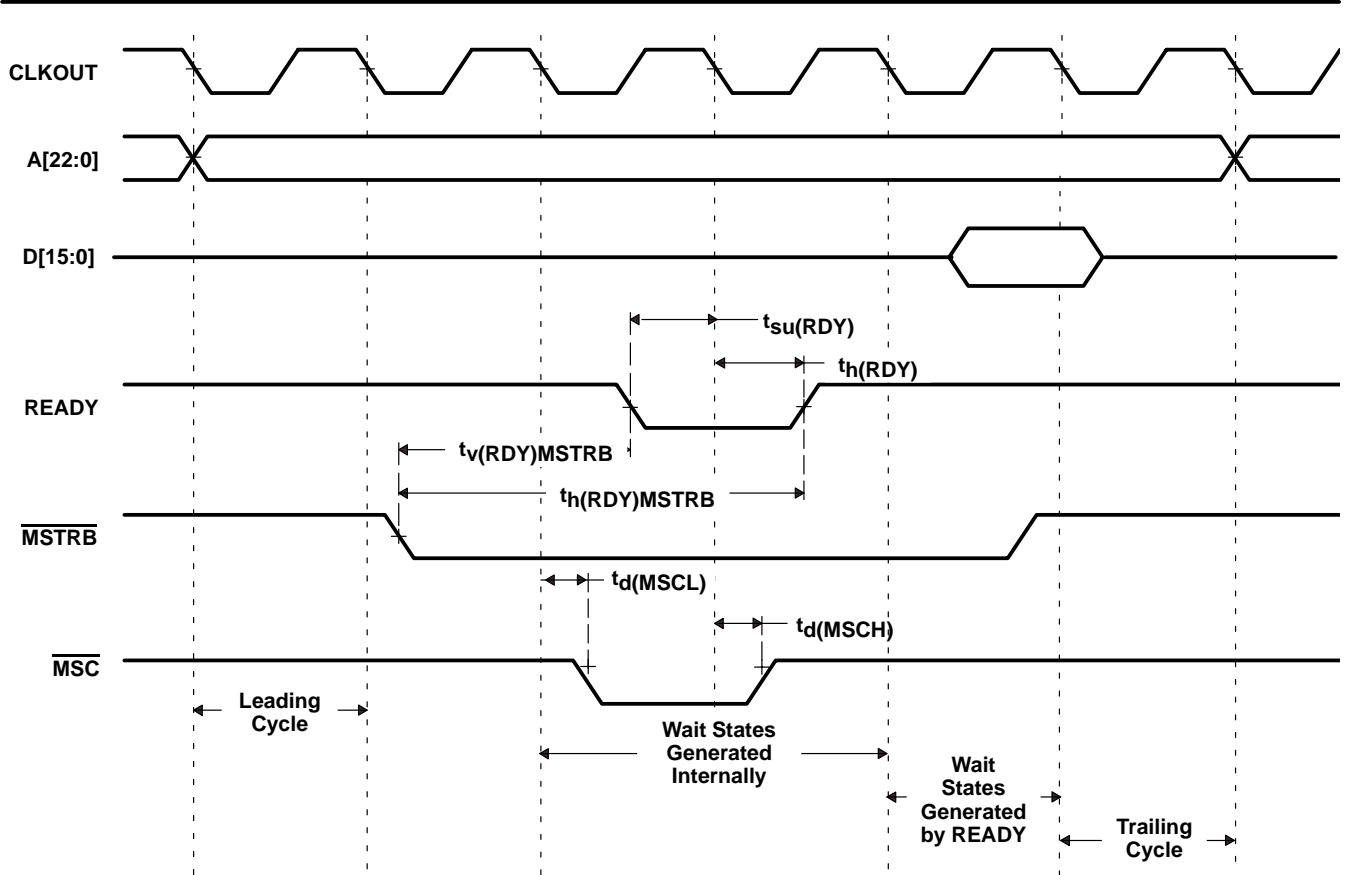 CLKOUT
A[22:0]
D[15:0]
tsu(RDY)
th(RDY)
READY
tv(RDY)MSTRB
th(RDY)MSTRB
MSTRB
td(MSCL)
td(MSCH)
MSC
Leading
Cycle
Wait States
Generated
Internally
Wait
States
Generated
by READY
Trailing
Cycle